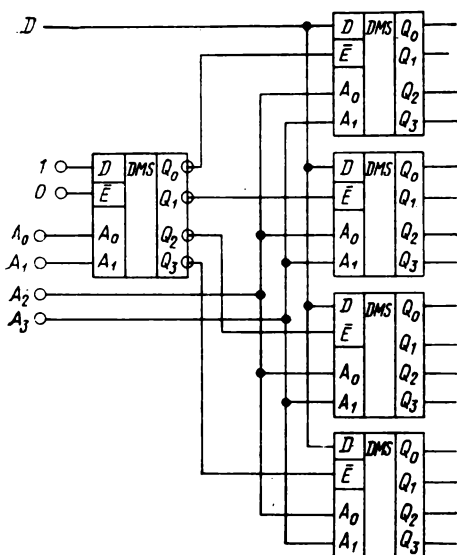 D
D DMS Q₀
E̅ Q₁
A₀ Q₂
A₁ Q₃
1 D DMS Q₀
0 E̅ Q₁
A₀ A₀ Q₂
A₁ A₁ Q₃
A₂
A₃
D DMS Q₀
E̅ Q₁
A₀ Q₂
A₁ Q₃
D DMS Q₀
E̅ Q₁
A₀ Q₂
A₁ Q₃
D DMS Q₀
E̅ Q₁
A₀ Q₂
A₁ Q₃